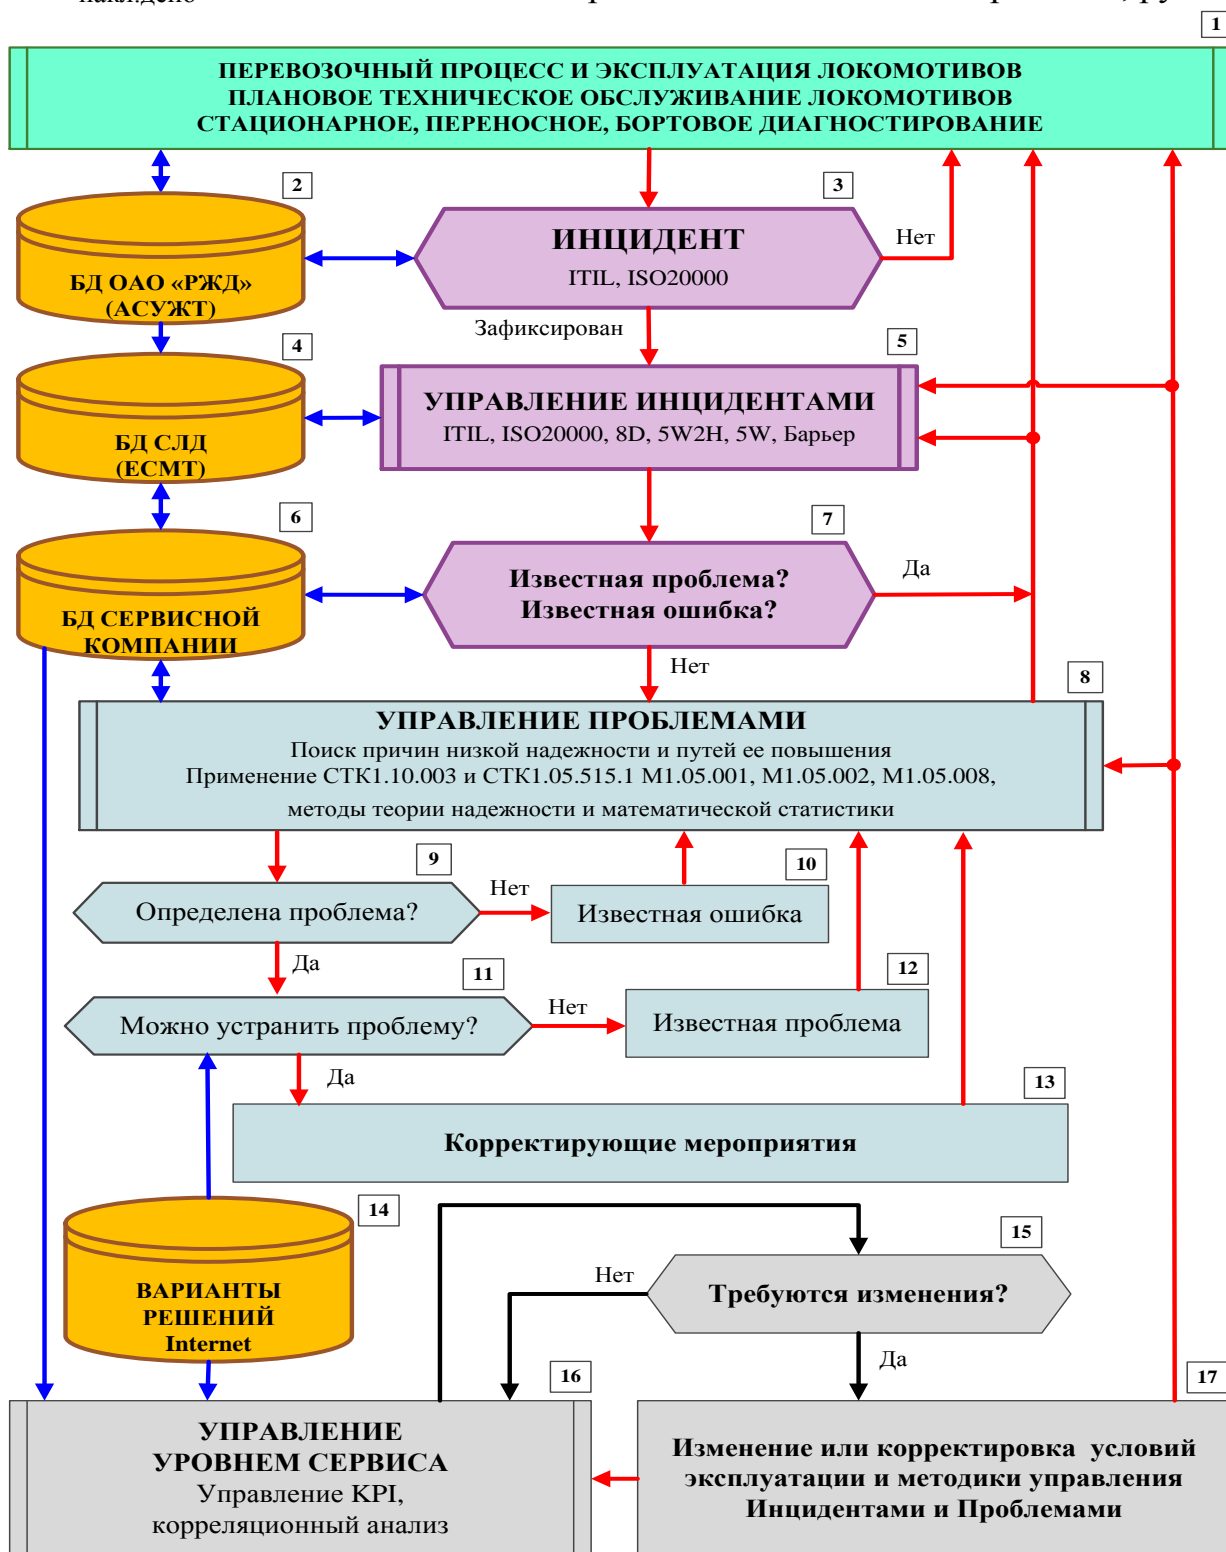 1
ПЕРЕВОЗОЧНЫЙ ПРОЦЕСС И ЭКСПЛУАТАЦИЯ ЛОКОМОТИВОВ
ПЛАНОВОЕ ТЕХНИЧЕСКОЕ ОБСЛУЖИВАНИЕ ЛОКОМОТИВОВ
СТАЦИОНАРНОЕ, ПЕРЕНОСНОЕ, БОРТОВОЕ ДИАГНОСТИРОВАНИЕ
2
БД ОАО «РЖД»
(АСУЖТ)
3
ИНЦИДЕНТ
ITIL, ISO20000
Нет
Зафиксирован
4
БД СЛД
(ЕСМТ)
5
УПРАВЛЕНИЕ ИНЦИДЕНТАМИ
ITIL, ISO20000, 8D, 5W2H, 5W, Барьер
6
БД СЕРВИСНОЙ
КОМПАНИИ
7
Известная проблема?
Известная ошибка?
Да
Нет
8
УПРАВЛЕНИЕ ПРОБЛЕМАМИ
Поиск причин низкой надежности и путей ее повышения
Применение СТК1.10.003 и СТК1.05.515.1 М1.05.001, М1.05.002, М1.05.008,
методы теории надежности и математической статистики
9
Определена проблема?
Нет
10
Известная ошибка
Да
11
Можно устранить проблему?
Нет
12
Известная проблема
Да
13
Корректирующие мероприятия
14
ВАРИАНТЫ
РЕШЕНИЙ
Internet
15
Требуются изменения?
Нет
Да
16
УПРАВЛЕНИЕ
УРОВНЕМ СЕРВИСА
Управление KPI,
корреляционный анализ
17
Изменение или корректировка условий
эксплуатации и методики управления
Инцидентами и Проблемами